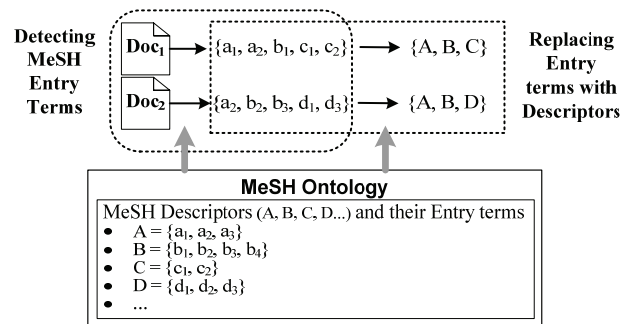 Detecting
MeSH
Entry
Terms
Doc₁
{a₁, a₂, b₁, c₁, c₂}
{A, B, C}
Doc₂
{a₂, b₂, b₃, d₁, d₃}
{A, B, D}
Replacing
Entry
terms with
Descriptors
MeSH Ontology
MeSH Descriptors (A, B, C, D...) and their Entry terms
● A = {a₁, a₂, a₃}
● B = {b₁, b₂, b₃, b₄}
● C = {c₁, c₂}
● D = {d₁, d₂, d₃}
● ...